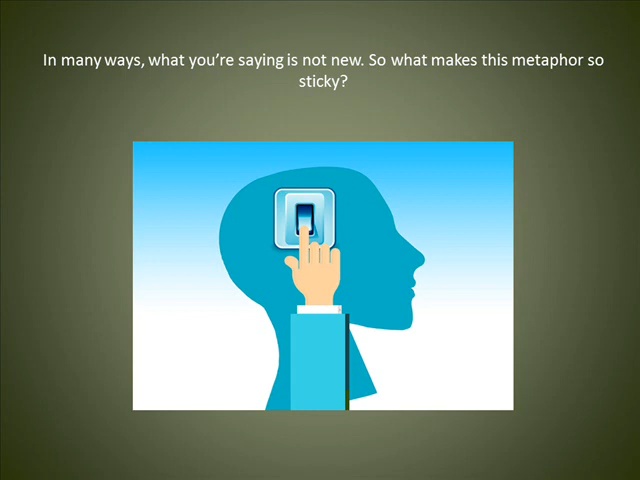 In many ways, what you’re saying is not new. So what makes this metaphor so
sticky?